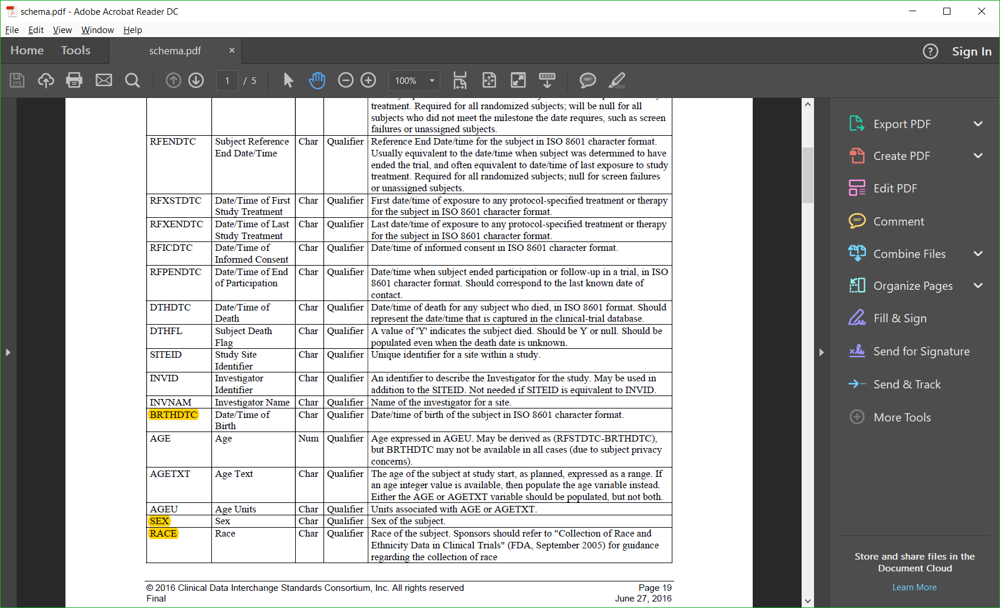 schema.pdf - Adobe Acrobat Reader DC
File Edit View Window Help
Home Tools schema.pdf × ? Sign In
1 / 5 100%
treatment. Required for all randomized subjects; will be null for all
subjects who did not meet the milestone the date requires, such as screen
failures or unassigned subjects.
RFENDTC Subject Reference Char Qualifier Reference End Date/time for the subject in ISO 8601 character format.
End Date/Time Usually equivalent to the date/time when subject was determined to have
ended the trial, and often equivalent to date/time of last exposure to study
treatment. Required for all randomized subjects; null for screen failures
or unassigned subjects.
RFXSTDTC Date/Time of First Char Qualifier First date/time of exposure to any protocol-specified treatment or therapy
Study Treatment for the subject in ISO 8601 character format.
RFXENDTC Date/Time of Last Char Qualifier Last date/time of exposure to any protocol-specified treatment or therapy
Study Treatment for the subject in ISO 8601 character format.
RFICDTC Date/Time of Char Qualifier Date/time of informed consent in ISO 8601 character format.
Informed Consent
RFPENDTC Date/Time of End Char Qualifier Date/time when subject ended participation or follow-up in a trial, in ISO
of Participation 8601 character format. Should correspond to the last known date of
contact.
DTHDTC Date/Time of Char Qualifier Date/time of death for any subject who died, in ISO 8601 format. Should
Death represent the date/time that is captured in the clinical-trial database.
DTHFL Subject Death Char Qualifier A value of 'Y' indicates the subject died. Should be Y or null. Should be
Flag populated even when the death date is unknown.
SITEID Study Site Char Qualifier Unique identifier for a site within a study.
Identifier
INVID Investigator Char Qualifier An identifier to describe the Investigator for the study. May be used in
Identifier addition to the SITEID. Not needed if SITEID is equivalent to INVID.
INVNAM Investigator Name Char Qualifier Name of the investigator for a site.
BRTHDTC Date/Time of Char Qualifier Date/time of birth of the subject in ISO 8601 character format.
Birth
AGE Age Num Qualifier Age expressed in AGEU. May be derived as (RFSTDTC-BRTHDTC),
but BRTHDTC may not be available in all cases (due to subject privacy
concerns).
AGETXT Age Text Char Qualifier The age of the subject at study start, as planned, expressed as a range. If
an age integer value is available, then populate the age variable instead.
Either the AGE or AGETXT variable should be populated, but not both.
AGEU Age Units Char Qualifier Units associated with AGE or AGETXT.
SEX Sex Char Qualifier Sex of the subject.
RACE Race Char Qualifier Race of the subject. Sponsors should refer to "Collection of Race and
Ethnicity Data in Clinical Trials" (FDA, September 2005) for guidance
regarding the collection of race
© 2016 Clinical Data Interchange Standards Consortium, Inc. All rights reserved Page 19
Final June 27, 2016
Export PDF
Create PDF
Edit PDF
Comment
Combine Files
Organize Pages
Fill & Sign
Send for Signature
Send & Track
More Tools
Store and share files in the
Document Cloud
Learn More